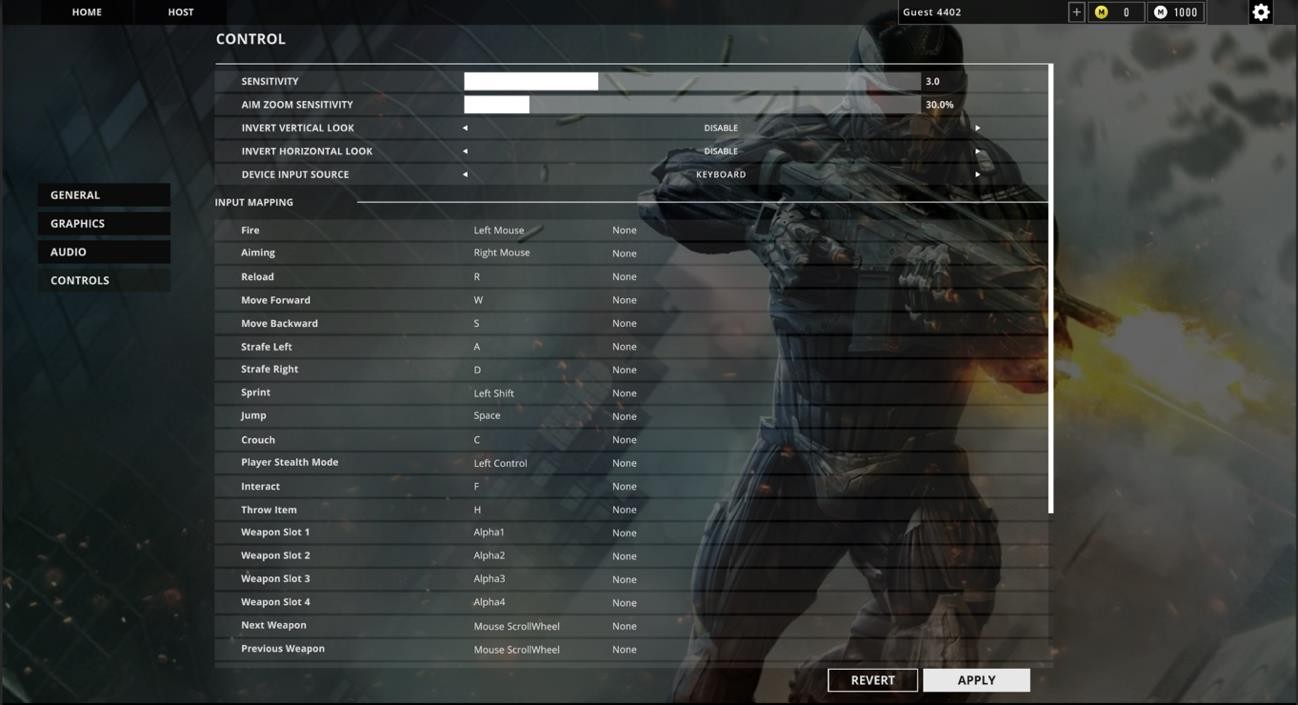 HOME HOST Guest 4402 + M 0 M 1000
CONTROL
SENSITIVITY 3.0
AIM ZOOM SENSITIVITY 30.0%
INVERT VERTICAL LOOK DISABLE
INVERT HORIZONTAL LOOK DISABLE
DEVICE INPUT SOURCE KEYBOARD
GENERAL
GRAPHICS
AUDIO
CONTROLS
INPUT MAPPING
Fire Left Mouse None
Aiming Right Mouse None
Reload R None
Move Forward W None
Move Backward S None
Strafe Left A None
Strafe Right D None
Sprint Left Shift None
Jump Space None
Crouch C None
Player Stealth Mode Left Control None
Interact F None
Throw Item H None
Weapon Slot 1 Alpha1 None
Weapon Slot 2 Alpha2 None
Weapon Slot 3 Alpha3 None
Weapon Slot 4 Alpha4 None
Next Weapon Mouse ScrollWheel None
Previous Weapon Mouse ScrollWheel None
REVERT APPLY